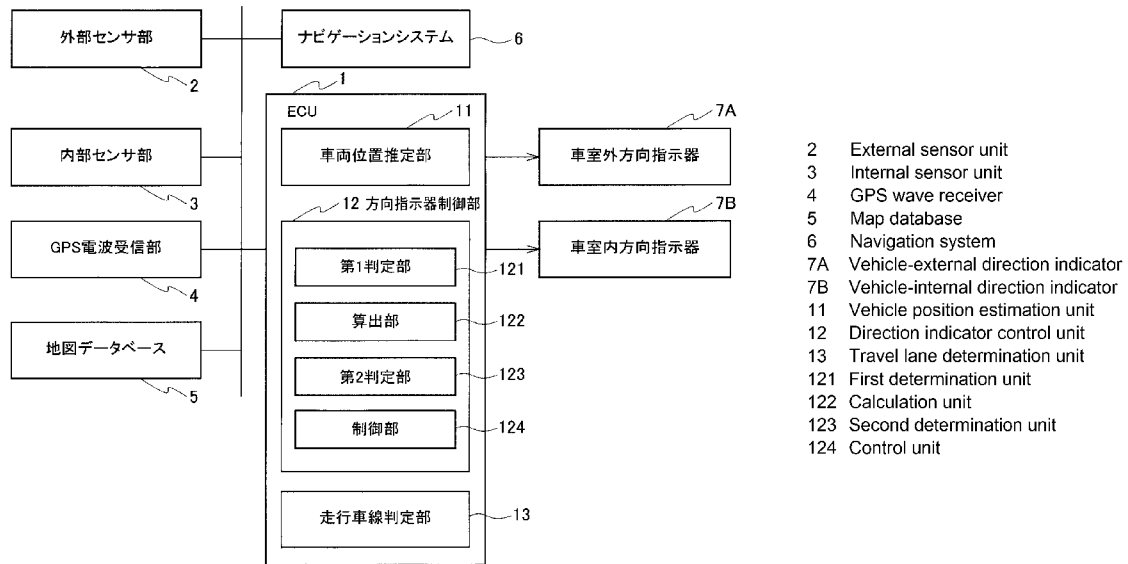 外部センサ部
2
ナビゲーションシステム
6
1
ECU
11
車両位置推定部
内部センサ部
3
7A
車室外方向指示器
12 方向指示器制御部
7B
車室内方向指示器
GPS電波受信部
4
第1判定部
121
算出部
122
地図データベース
5
第2判定部
123
制御部
124
走行車線判定部
13
2 External sensor unit
3 Internal sensor unit
4 GPS wave receiver
5 Map database
6 Navigation system
7A Vehicle-external direction indicator
7B Vehicle-internal direction indicator
11 Vehicle position estimation unit
12 Direction indicator control unit
13 Travel lane determination unit
121 First determination unit
122 Calculation unit
123 Second determination unit
124 Control unit